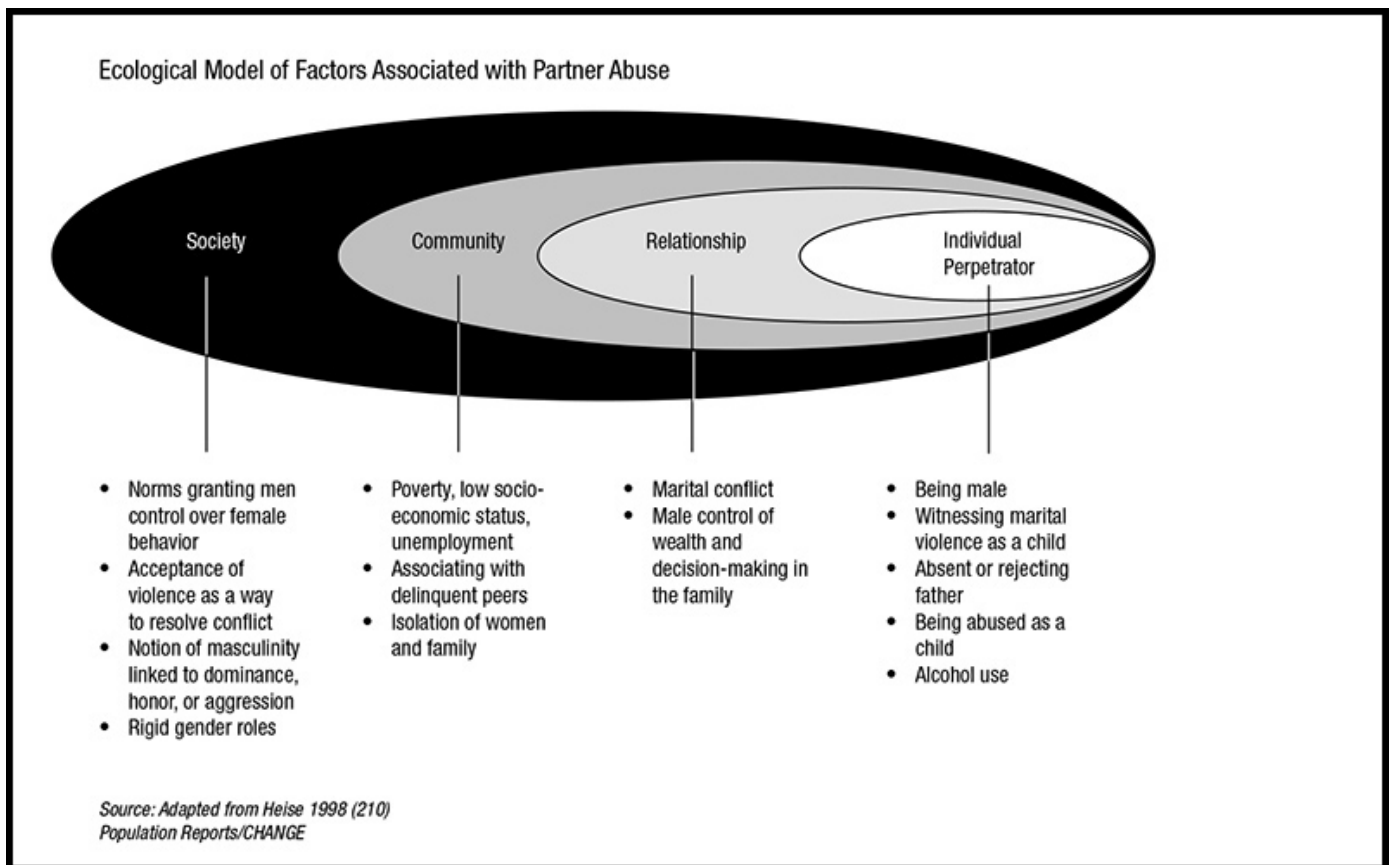 Ecological Model of Factors Associated with Partner Abuse
Society
Community
Relationship
Individual
Perpetrator
• Norms granting men
control over female
behavior
• Acceptance of
violence as a way
to resolve conflict
• Notion of masculinity
linked to dominance,
honor, or aggression
• Rigid gender roles
• Poverty, low socio-
economic status,
unemployment
• Associating with
delinquent peers
• Isolation of women
and family
• Marital conflict
• Male control of
wealth and
decision-making in
the family
• Being male
• Witnessing marital
violence as a child
• Absent or rejecting
father
• Being abused as a
child
• Alcohol use
Source: Adapted from Heise 1998 (210)
Population Reports/CHANGE